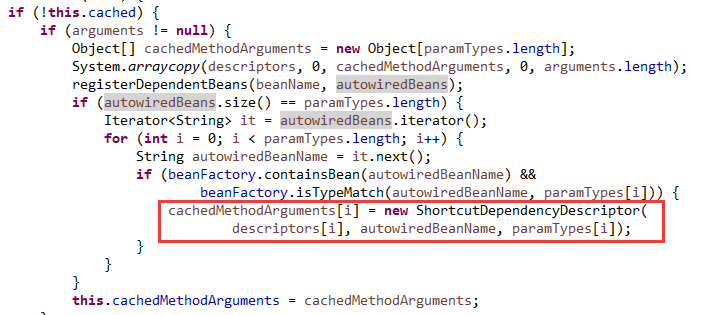 if (!this.cached) {
if (arguments != null) {
Object[] cachedMethodArguments = new Object[paramTypes.length];
System.arraycopy(descriptors, 0, cachedMethodArguments, 0, arguments.length);
registerDependentBeans(beanName, autowiredBeans);
if (autowiredBeans.size() == paramTypes.length) {
Iterator<String> it = autowiredBeans.iterator();
for (int i = 0; i < paramTypes.length; i++) {
String autowiredBeanName = it.next();
if (beanFactory.containsBean(autowiredBeanName) &&
beanFactory.isTypeMatch(autowiredBeanName, paramTypes[i])) {
cachedMethodArguments[i] = new ShortcutDependencyDescriptor(
descriptors[i], autowiredBeanName, paramTypes[i]);
}
}
}
this.cachedMethodArguments = cachedMethodArguments;